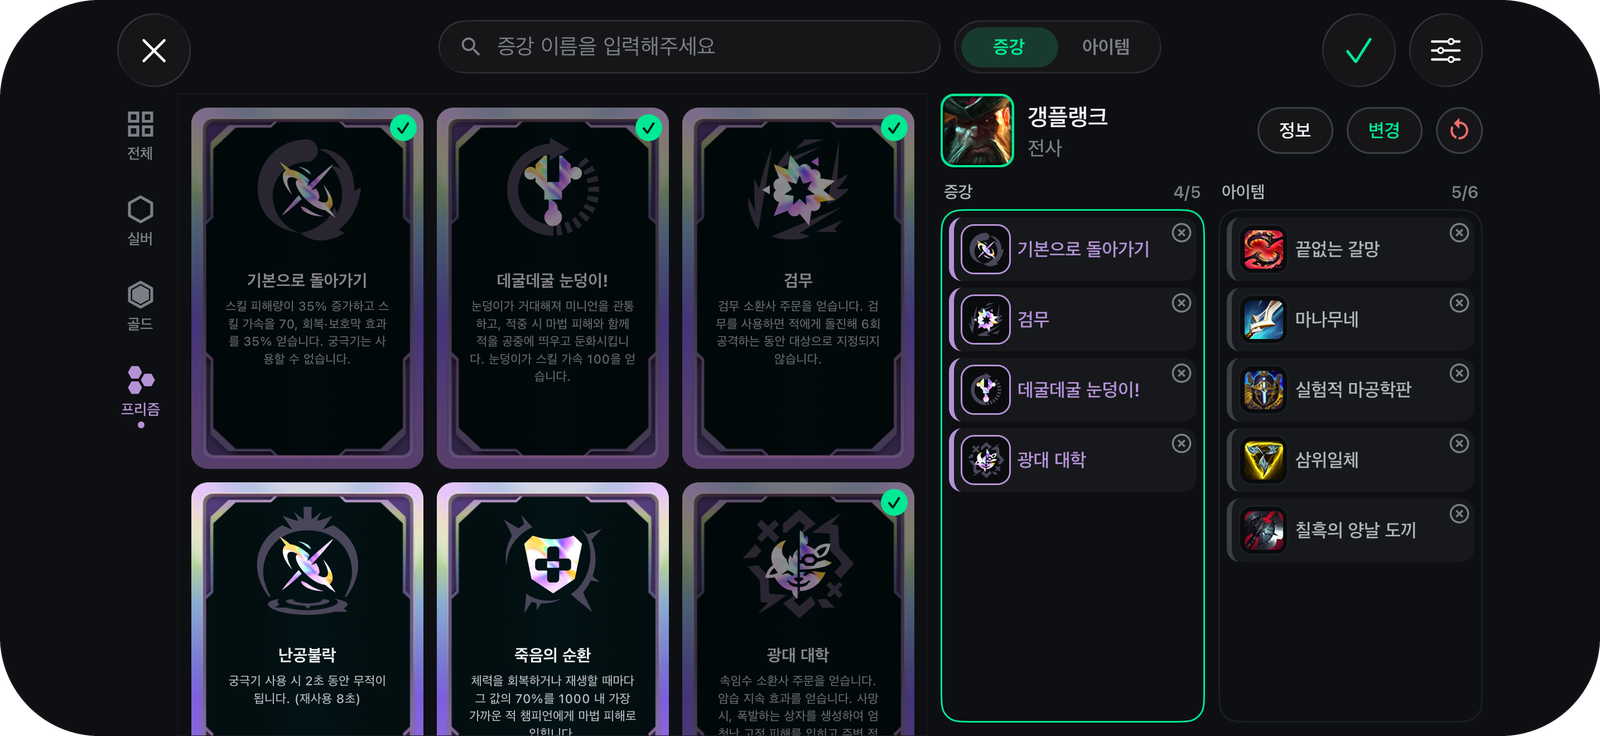 증강 이름을 입력해주세요
증강
아이템
전체
실버
골드
프리즘
기본으로 돌아가기
스킬 피해량이 35% 증가하고 스
킬 가속을 70, 회복·보호막 효과
를 35% 얻습니다. 궁극기는 사
용할 수 없습니다.
데굴데굴 눈덩이!
눈덩이가 거대해져 미니언을 관통
하고, 적중 시 마법 피해와 함께
적을 공중에 띄우고 둔화시킵니
다. 눈덩이가 스킬 가속 100을 얻
습니다.
검무
검무 소환사 주문을 얻습니다. 검
무를 사용하면 적에게 돌진해 6회
공격하는 동안 대상으로 지정되지
않습니다.
난공불락
궁극기 사용 시 2초 동안 무적이
됩니다. (재사용 8초)
죽음의 순환
체력을 회복하거나 재생할 때마다
그 값의 70%를 1000 내 가장
가까운 적 챔피언에게 마법 피해로
입힙니다
광대 대학
속임수 소환사 주문을 얻습니다.
암습 지속 효과를 얻습니다. 사망
시, 폭발하는 상자를 생성하여 엄
청난 고정 피해를 입히고 주변 적
갱플랭크
전사
정보
변경
증강
4/5
기본으로 돌아가기
검무
데굴데굴 눈덩이!
광대 대학
아이템
5/6
끝없는 갈망
마나무네
실험적 마공학판
삼위일체
칠흑의 양날 도끼